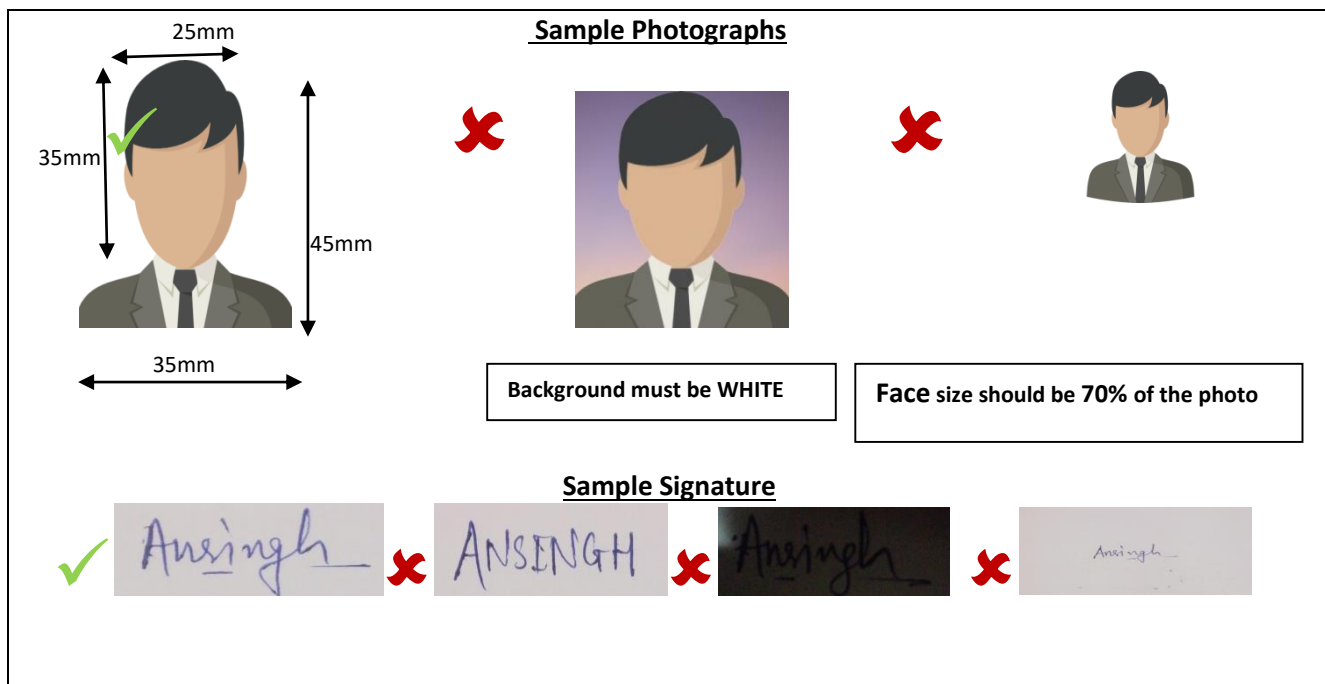 Sample Photographs
25mm
35mm
45mm
35mm
Background must be WHITE
Face size should be 70% of the photo
Sample Signature
Ansingh
ANSINGH
Ansingh
Ansingh